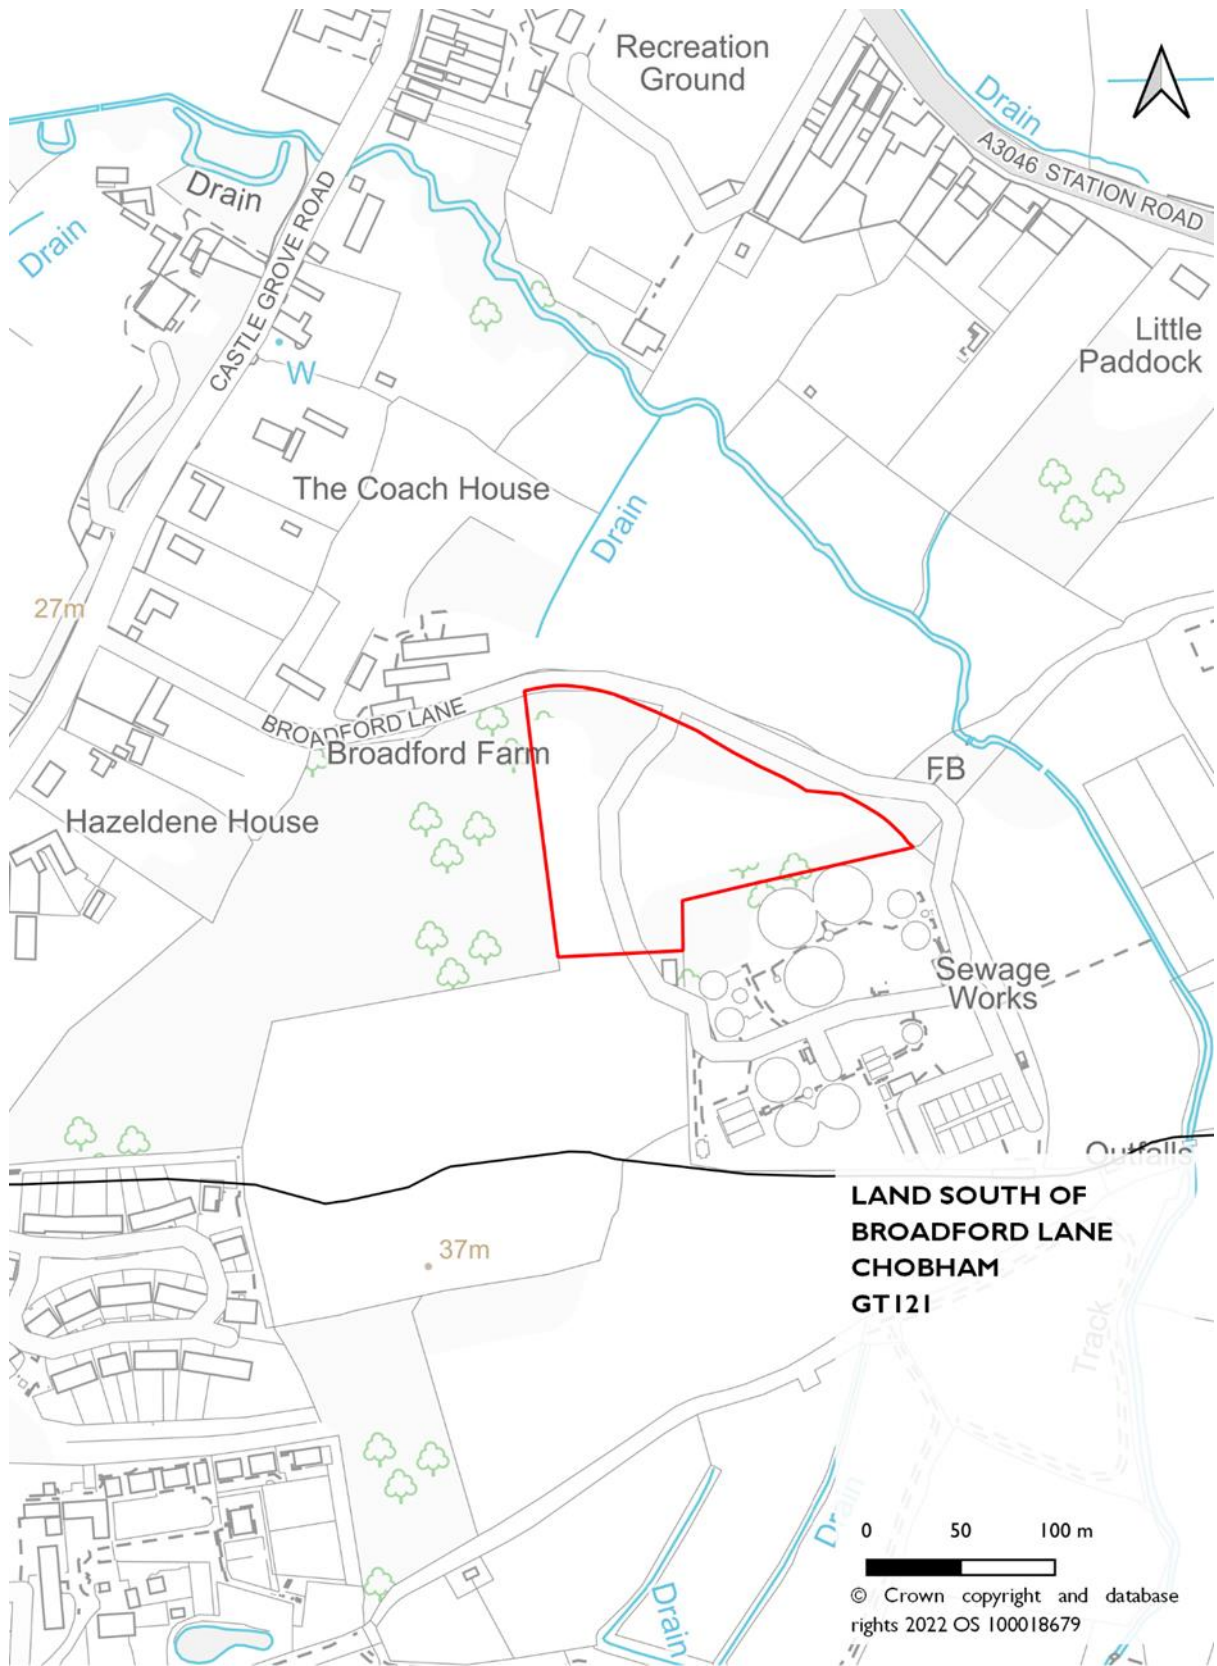 Recreation
Ground
Drain
A3046 STATION ROAD
Drain
Drain
CASTLE GROVE ROAD
W
Little
Paddock
The Coach House
Drain
27m
BROADFORD LANE
Broadford Farm
FB
Hazeldene House
Sewage
Works
Outfalls
LAND SOUTH OF
BROADFORD LANE
CHOBHAM
GT121
37m
Track
Drain
Drain
0 50 100 m
© Crown copyright and database
rights 2022 OS 100018679